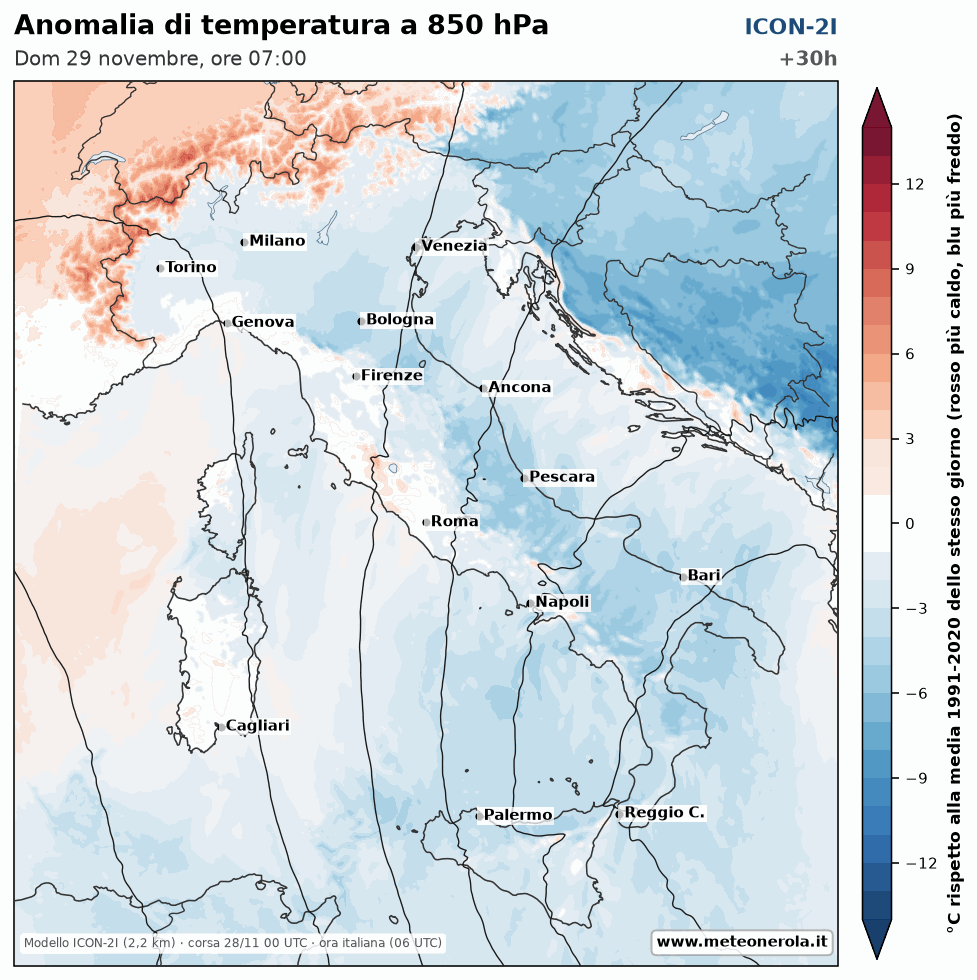 Anomalia di temperatura a 850 hPa
ICON-2I
Dom 29 novembre, ore 07:00
+30h
Milano
Venezia
Torino
Genova
Bologna
Firenze
Ancona
Pescara
Roma
Bari
Napoli
Cagliari
Palermo
Reggio C.
12
9
6
3
0
−3
−6
−9
−12
°C rispetto alla media 1991-2020 dello stesso giorno (rosso più caldo, blu più freddo)
Modello ICON-2I (2,2 km) · corsa 28/11 00 UTC · ora italiana (06 UTC)
www.meteonerola.it